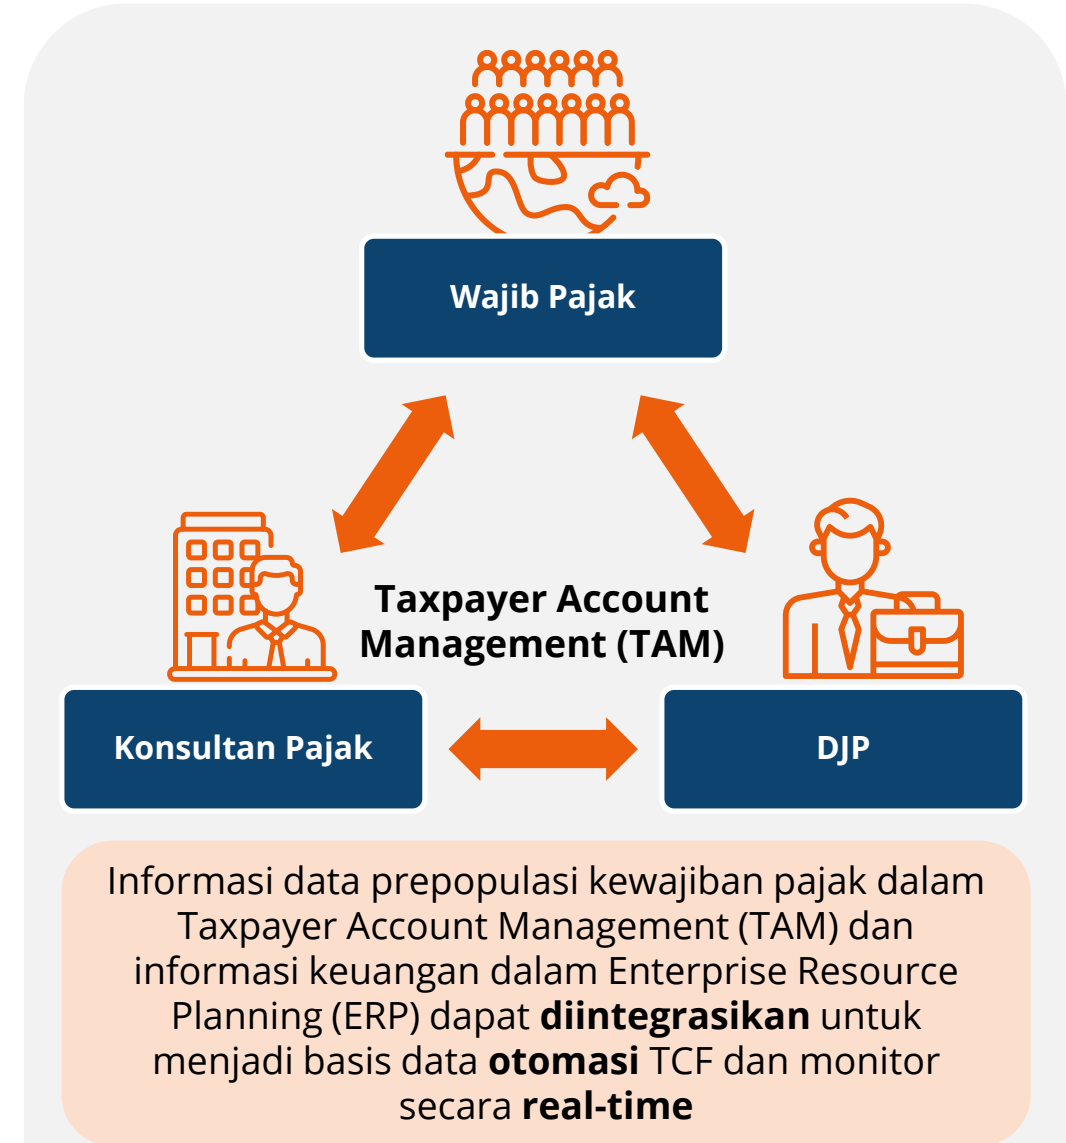 Wajib Pajak
Taxpayer Account
Management (TAM)
Konsultan Pajak
DJP
Informasi data prepopulasi kewajiban pajak dalam
Taxpayer Account Management (TAM) dan
informasi keuangan dalam Enterprise Resource
Planning (ERP) dapat diintegrasikan untuk
menjadi basis data otomasi TCF dan monitor
secara real-time